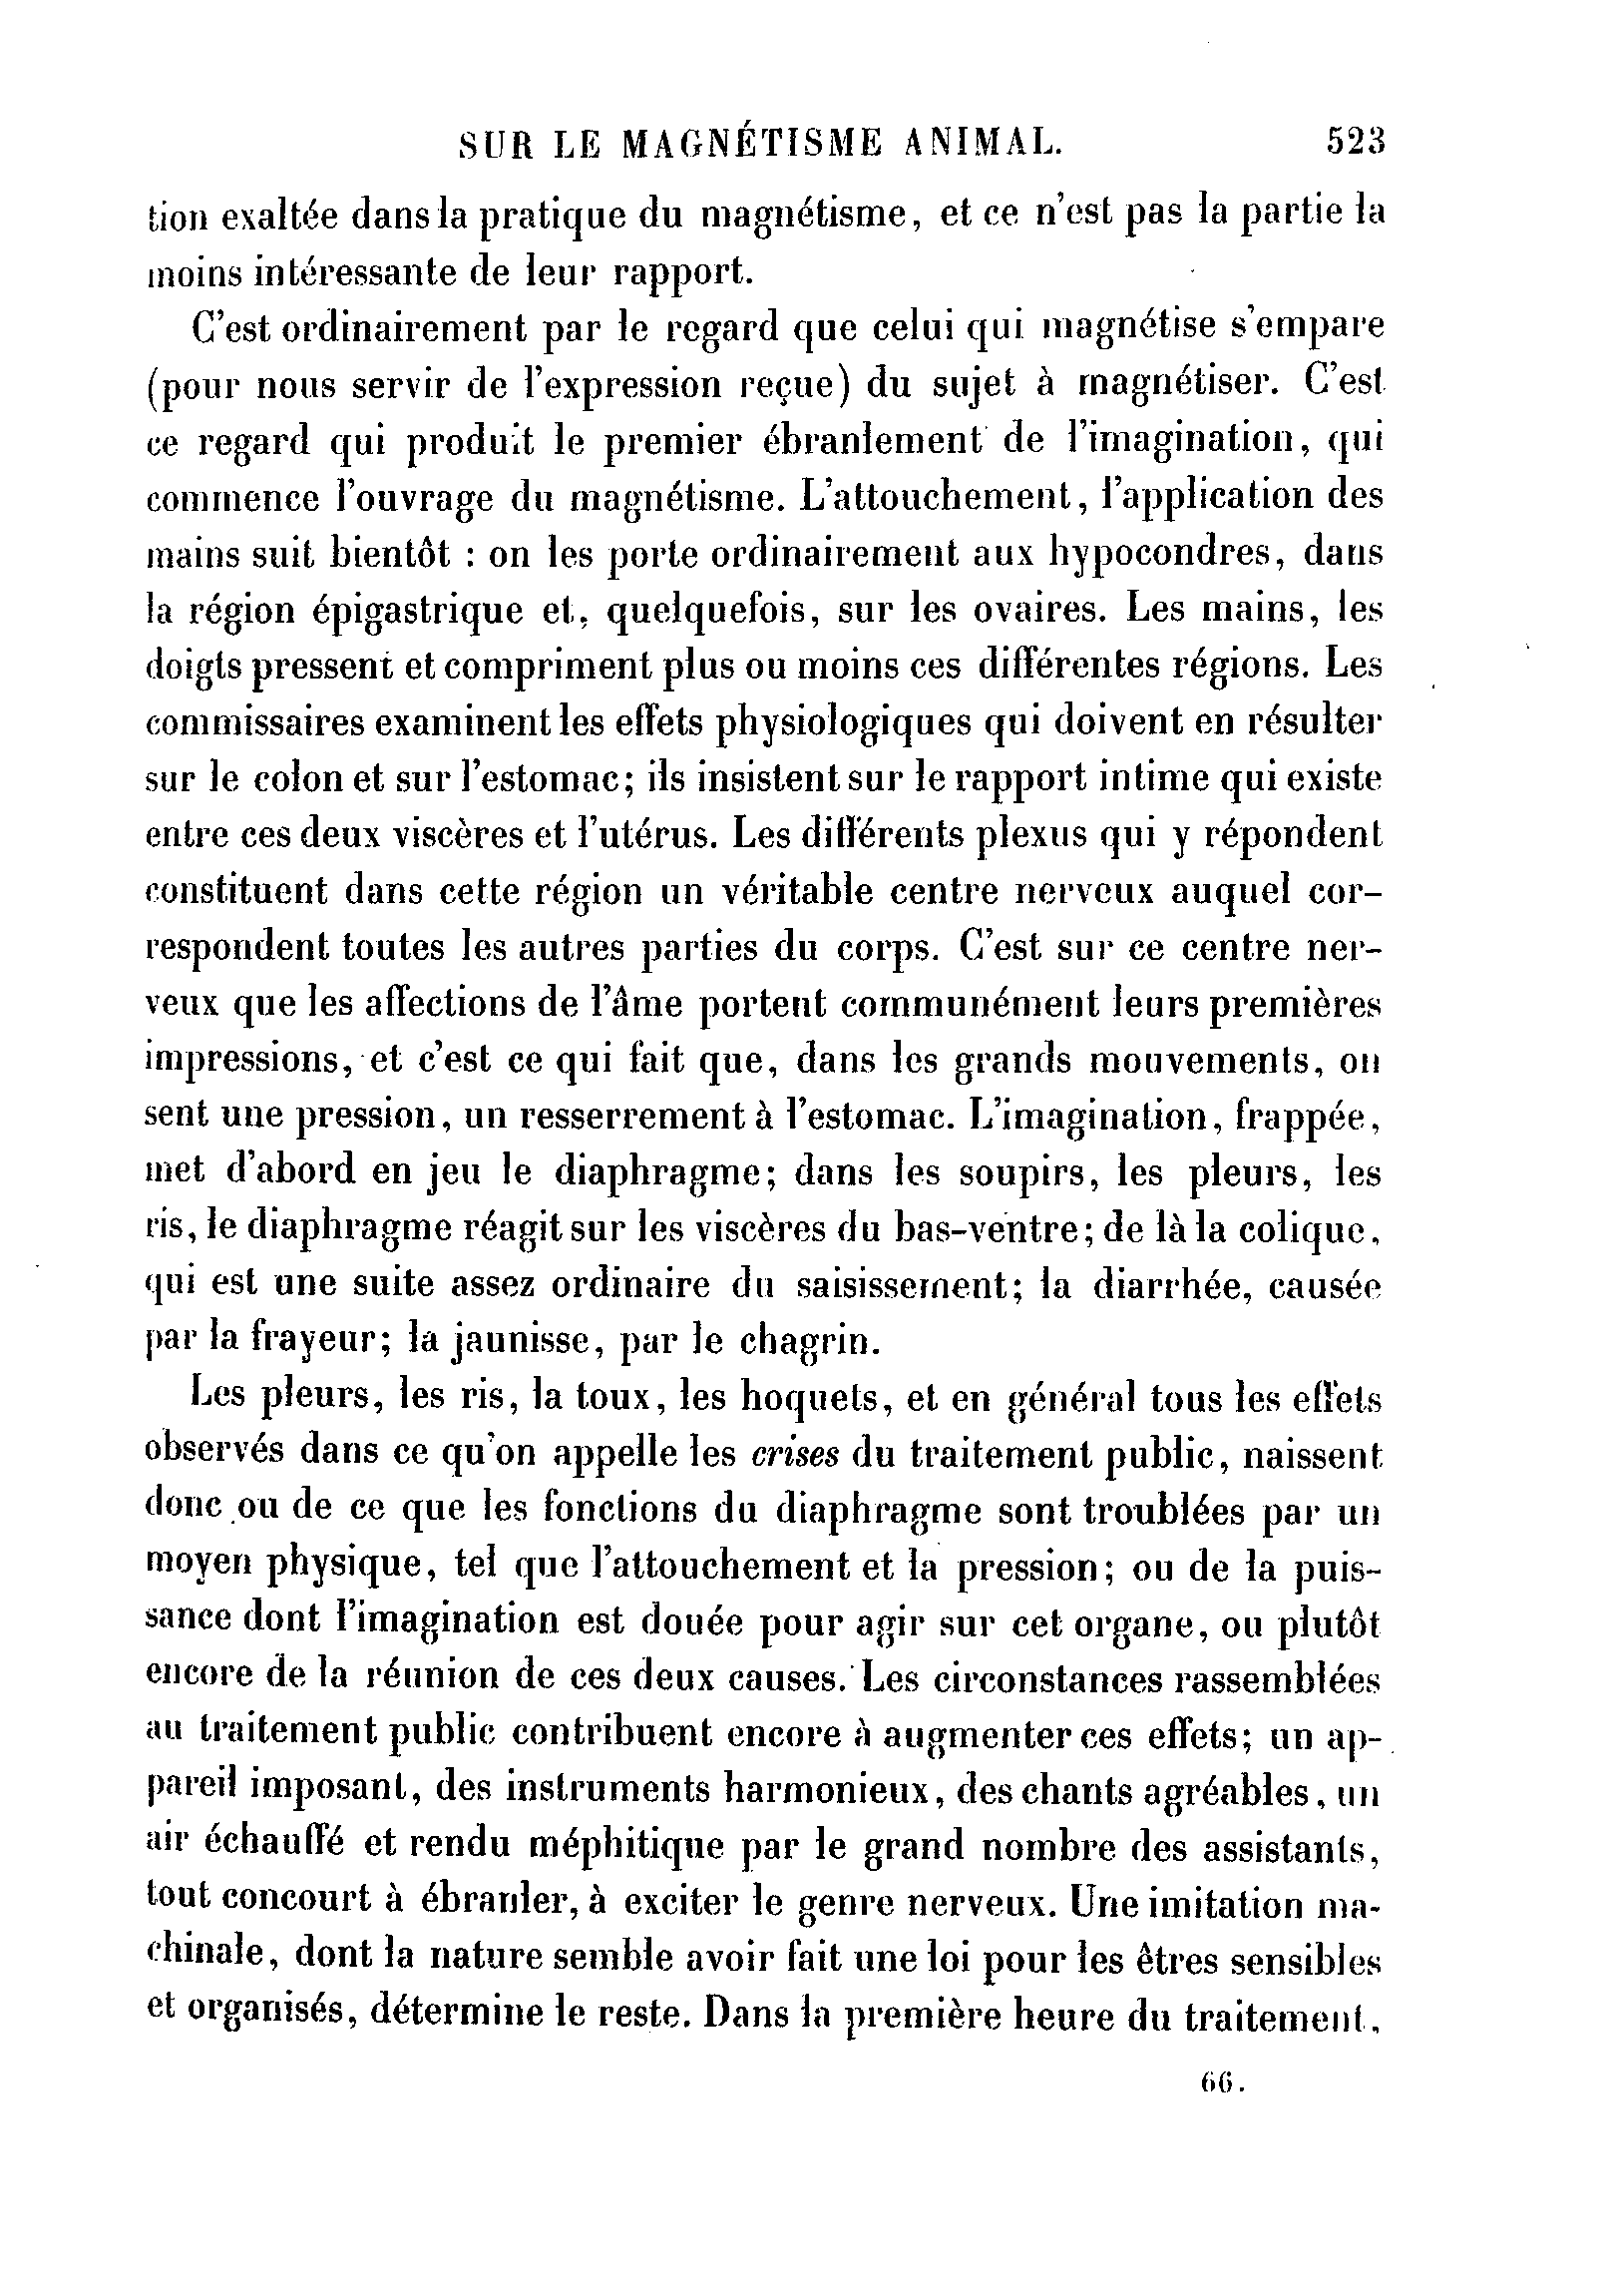 SUR LE MAGNÉTISME ANIMAL. 523
tion exaltée dans la pratique du magnétisme, et ce n'est pas la partie la
moins intéressante de leur rapport.
C'est ordinairement par le regard que celui qui magnétise s'empare
(pour nous servir de l'expression reçue) du sujet à magnétiser. C'est
ce regard qui produit le premier ébranlement de l'imagination, qui
commence l'ouvrage du magnétisme. L'attouchement, l'application des
mains suit bientôt : on les porte ordinairement aux hypocondres, dans
la région épigastrique et, quelquefois, sur les ovaires. Les mains, les
doigts pressent et compriment plus ou moins ces différentes régions. Les
commissaires examinent les effets physiologiques qui doivent en résulter
sur le colon et sur l'estomac; ils insistent sur le rapport intime qui existe
entre ces deux viscères et l'utérus. Les différents plexus qui y répondent
constituent dans cette région un véritable centre nerveux auquel cor-
respondent toutes les autres parties du corps. C'est sur ce centre ner-
veux que les affections de l'âme portent communément leurs premières
impressions, et c'est ce qui fait que, dans les grands mouvements, on
sent une pression, un resserrement à l'estomac. L'imagination, frappée,
met d'abord en jeu le diaphragme; dans les soupirs, les pleurs, les
ris, le diaphragme réagit sur les viscères du bas-ventre; de là la colique,
qui est une suite assez ordinaire du saisissement; la diarrhée, causée
par la frayeur; la jaunisse, par le chagrin.
Les pleurs, les ris, la toux, les hoquets, et en général tous les effets
observés dans ce qu'on appelle les crises du traitement public, naissent
donc ou de ce que les fonctions du diaphragme sont troublées par un
moyen physique, tel que l'attouchement et la pression; ou de la puis-
sance dont l'imagination est douée pour agir sur cet organe, ou plutôt
encore de la réunion de ces deux causes. Les circonstances rassemblées
au traitement public contribuent encore à augmenter ces effets; un ap-
pareil imposant, des instruments harmonieux, des chants agréables, un
air échauffé et rendu méphitique par le grand nombre des assistants,
tout concourt à ébranler, à exciter le genre nerveux. Une imitation ma-
chinale, dont la nature semble avoir fait une loi pour les êtres sensibles
et organisés, détermine le reste. Dans la première heure du traitement,
66.